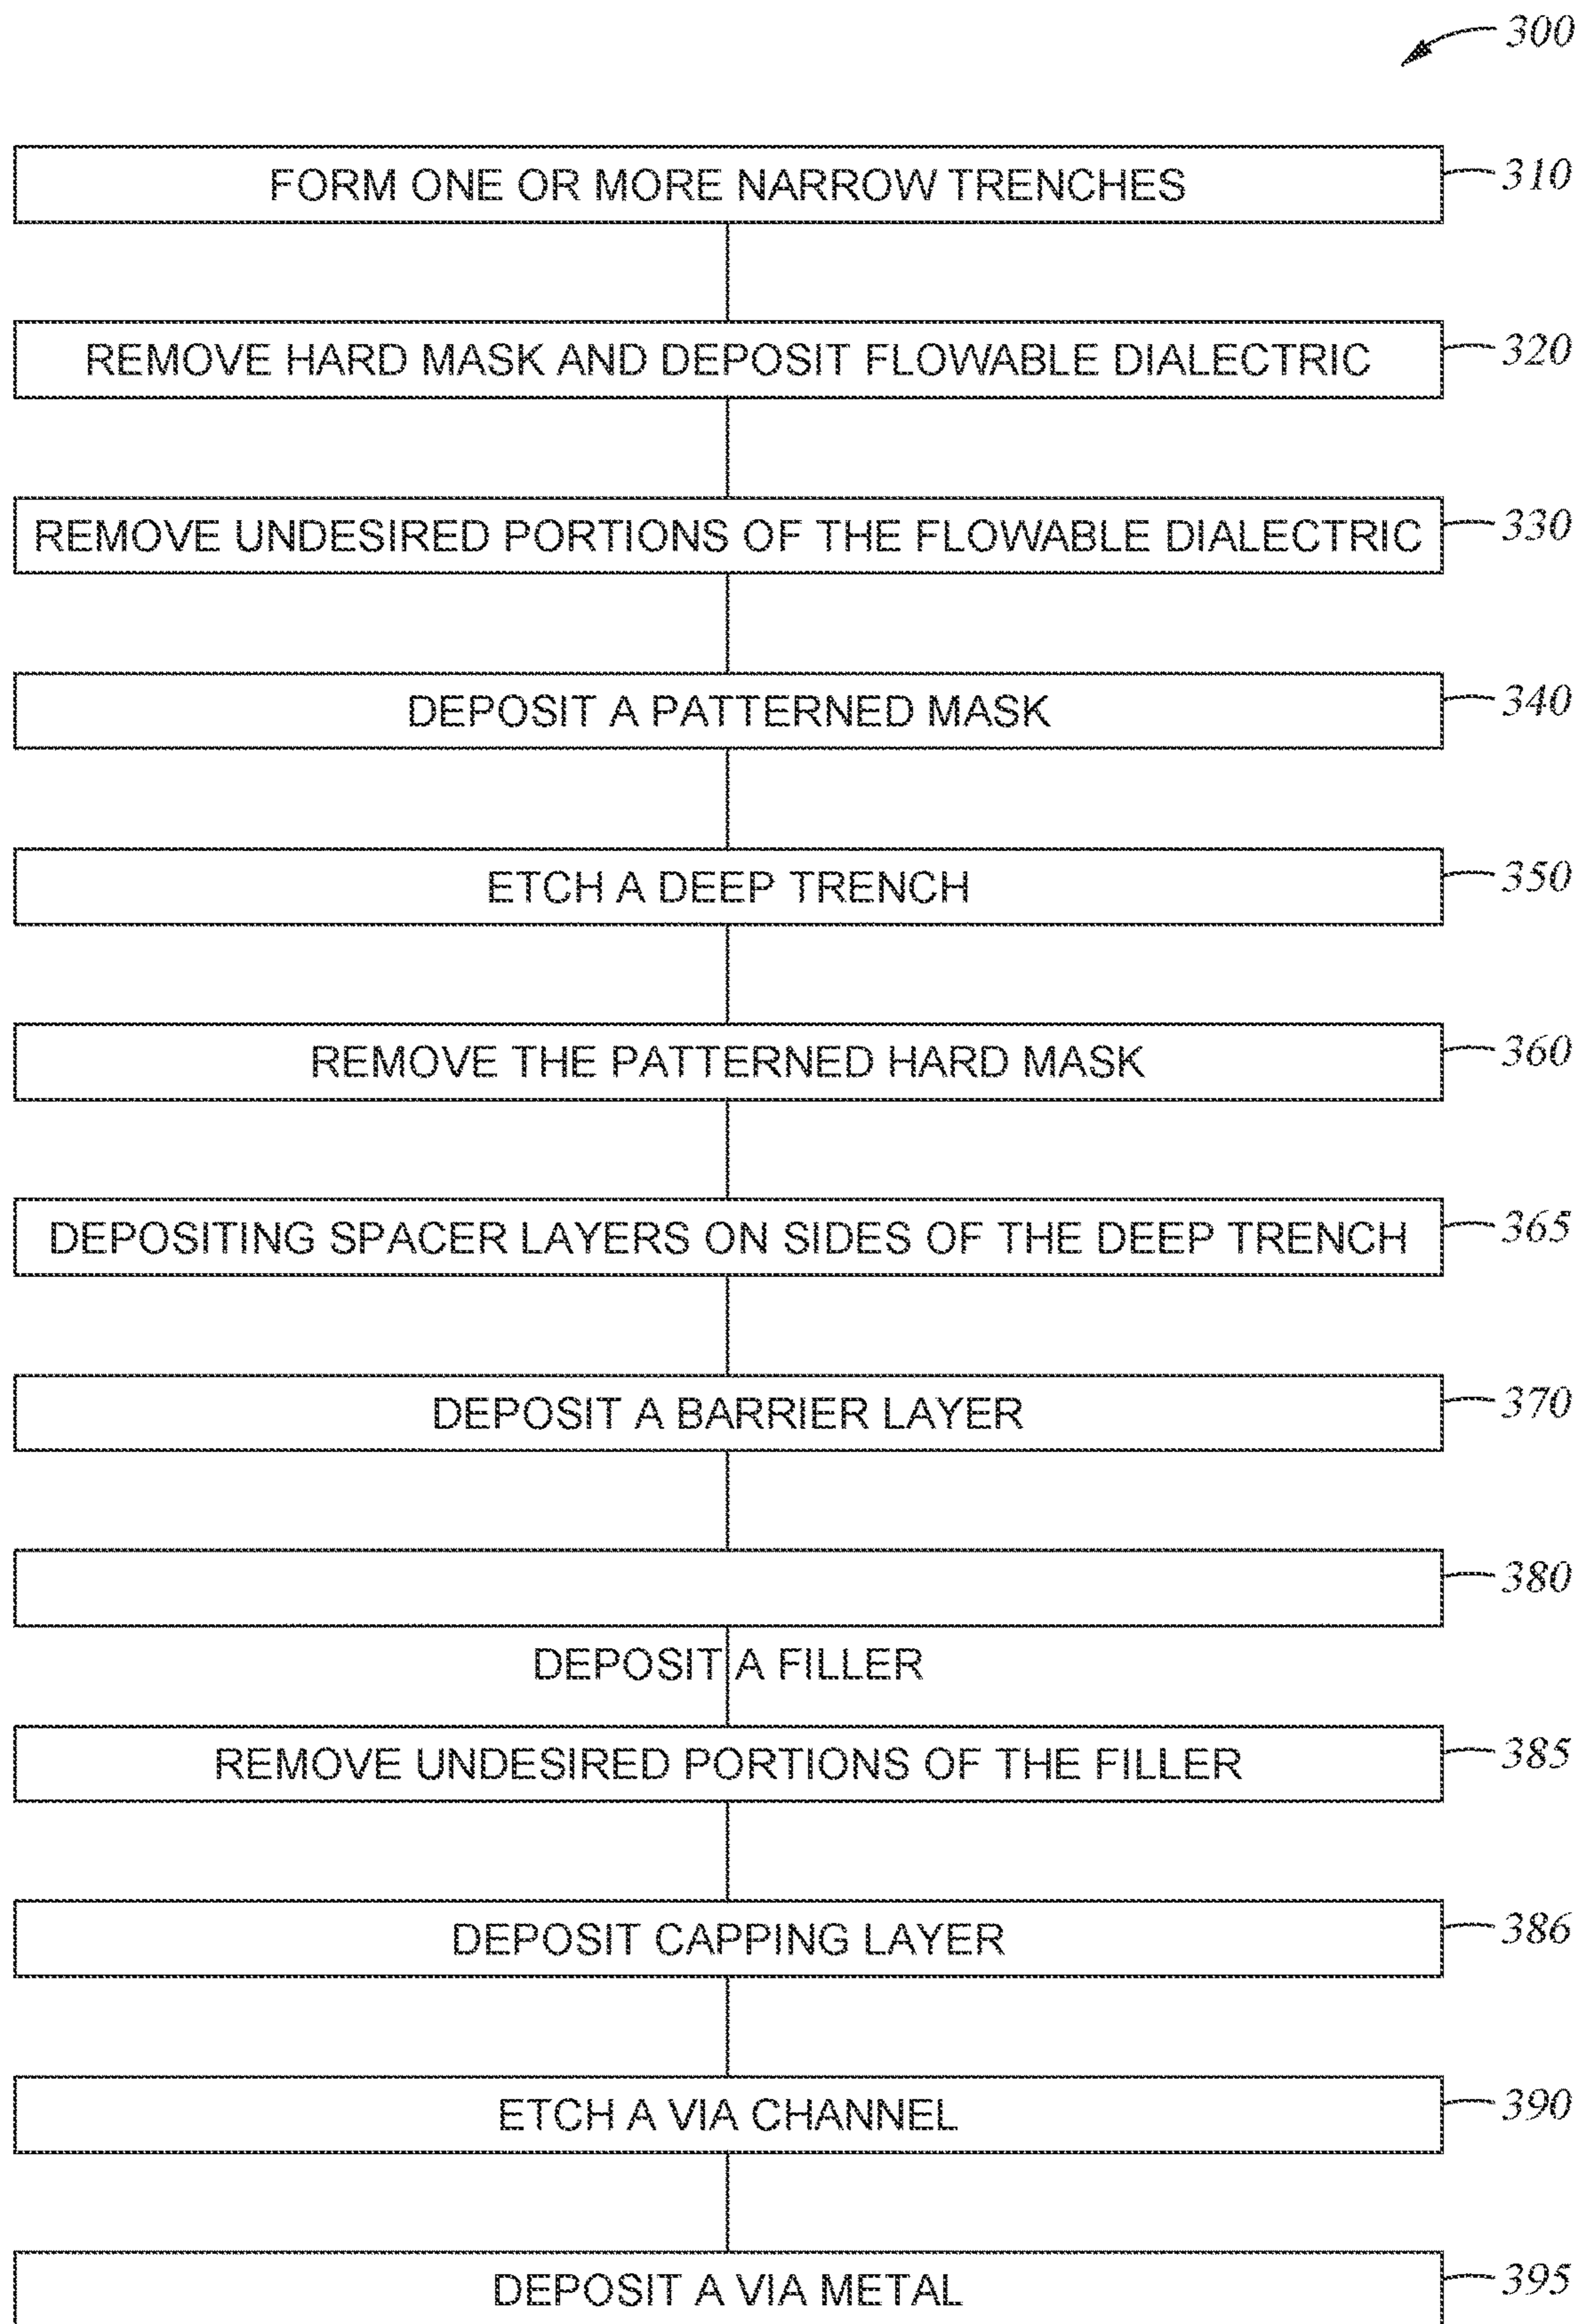 300
FORM ONE OR MORE NARROW TRENCHES 310
REMOVE HARD MASK AND DEPOSIT FLOWABLE DIALECTRIC 320
REMOVE UNDESIRED PORTIONS OF THE FLOWABLE DIALECTRIC 330
DEPOSIT A PATTERNED MASK 340
ETCH A DEEP TRENCH 350
REMOVE THE PATTERNED HARD MASK 360
DEPOSITING SPACER LAYERS ON SIDES OF THE DEEP TRENCH 365
DEPOSIT A BARRIER LAYER 370
380
DEPOSIT A FILLER
REMOVE UNDESIRED PORTIONS OF THE FILLER 385
DEPOSIT CAPPING LAYER 386
ETCH A VIA CHANNEL 390
DEPOSIT A VIA METAL 395